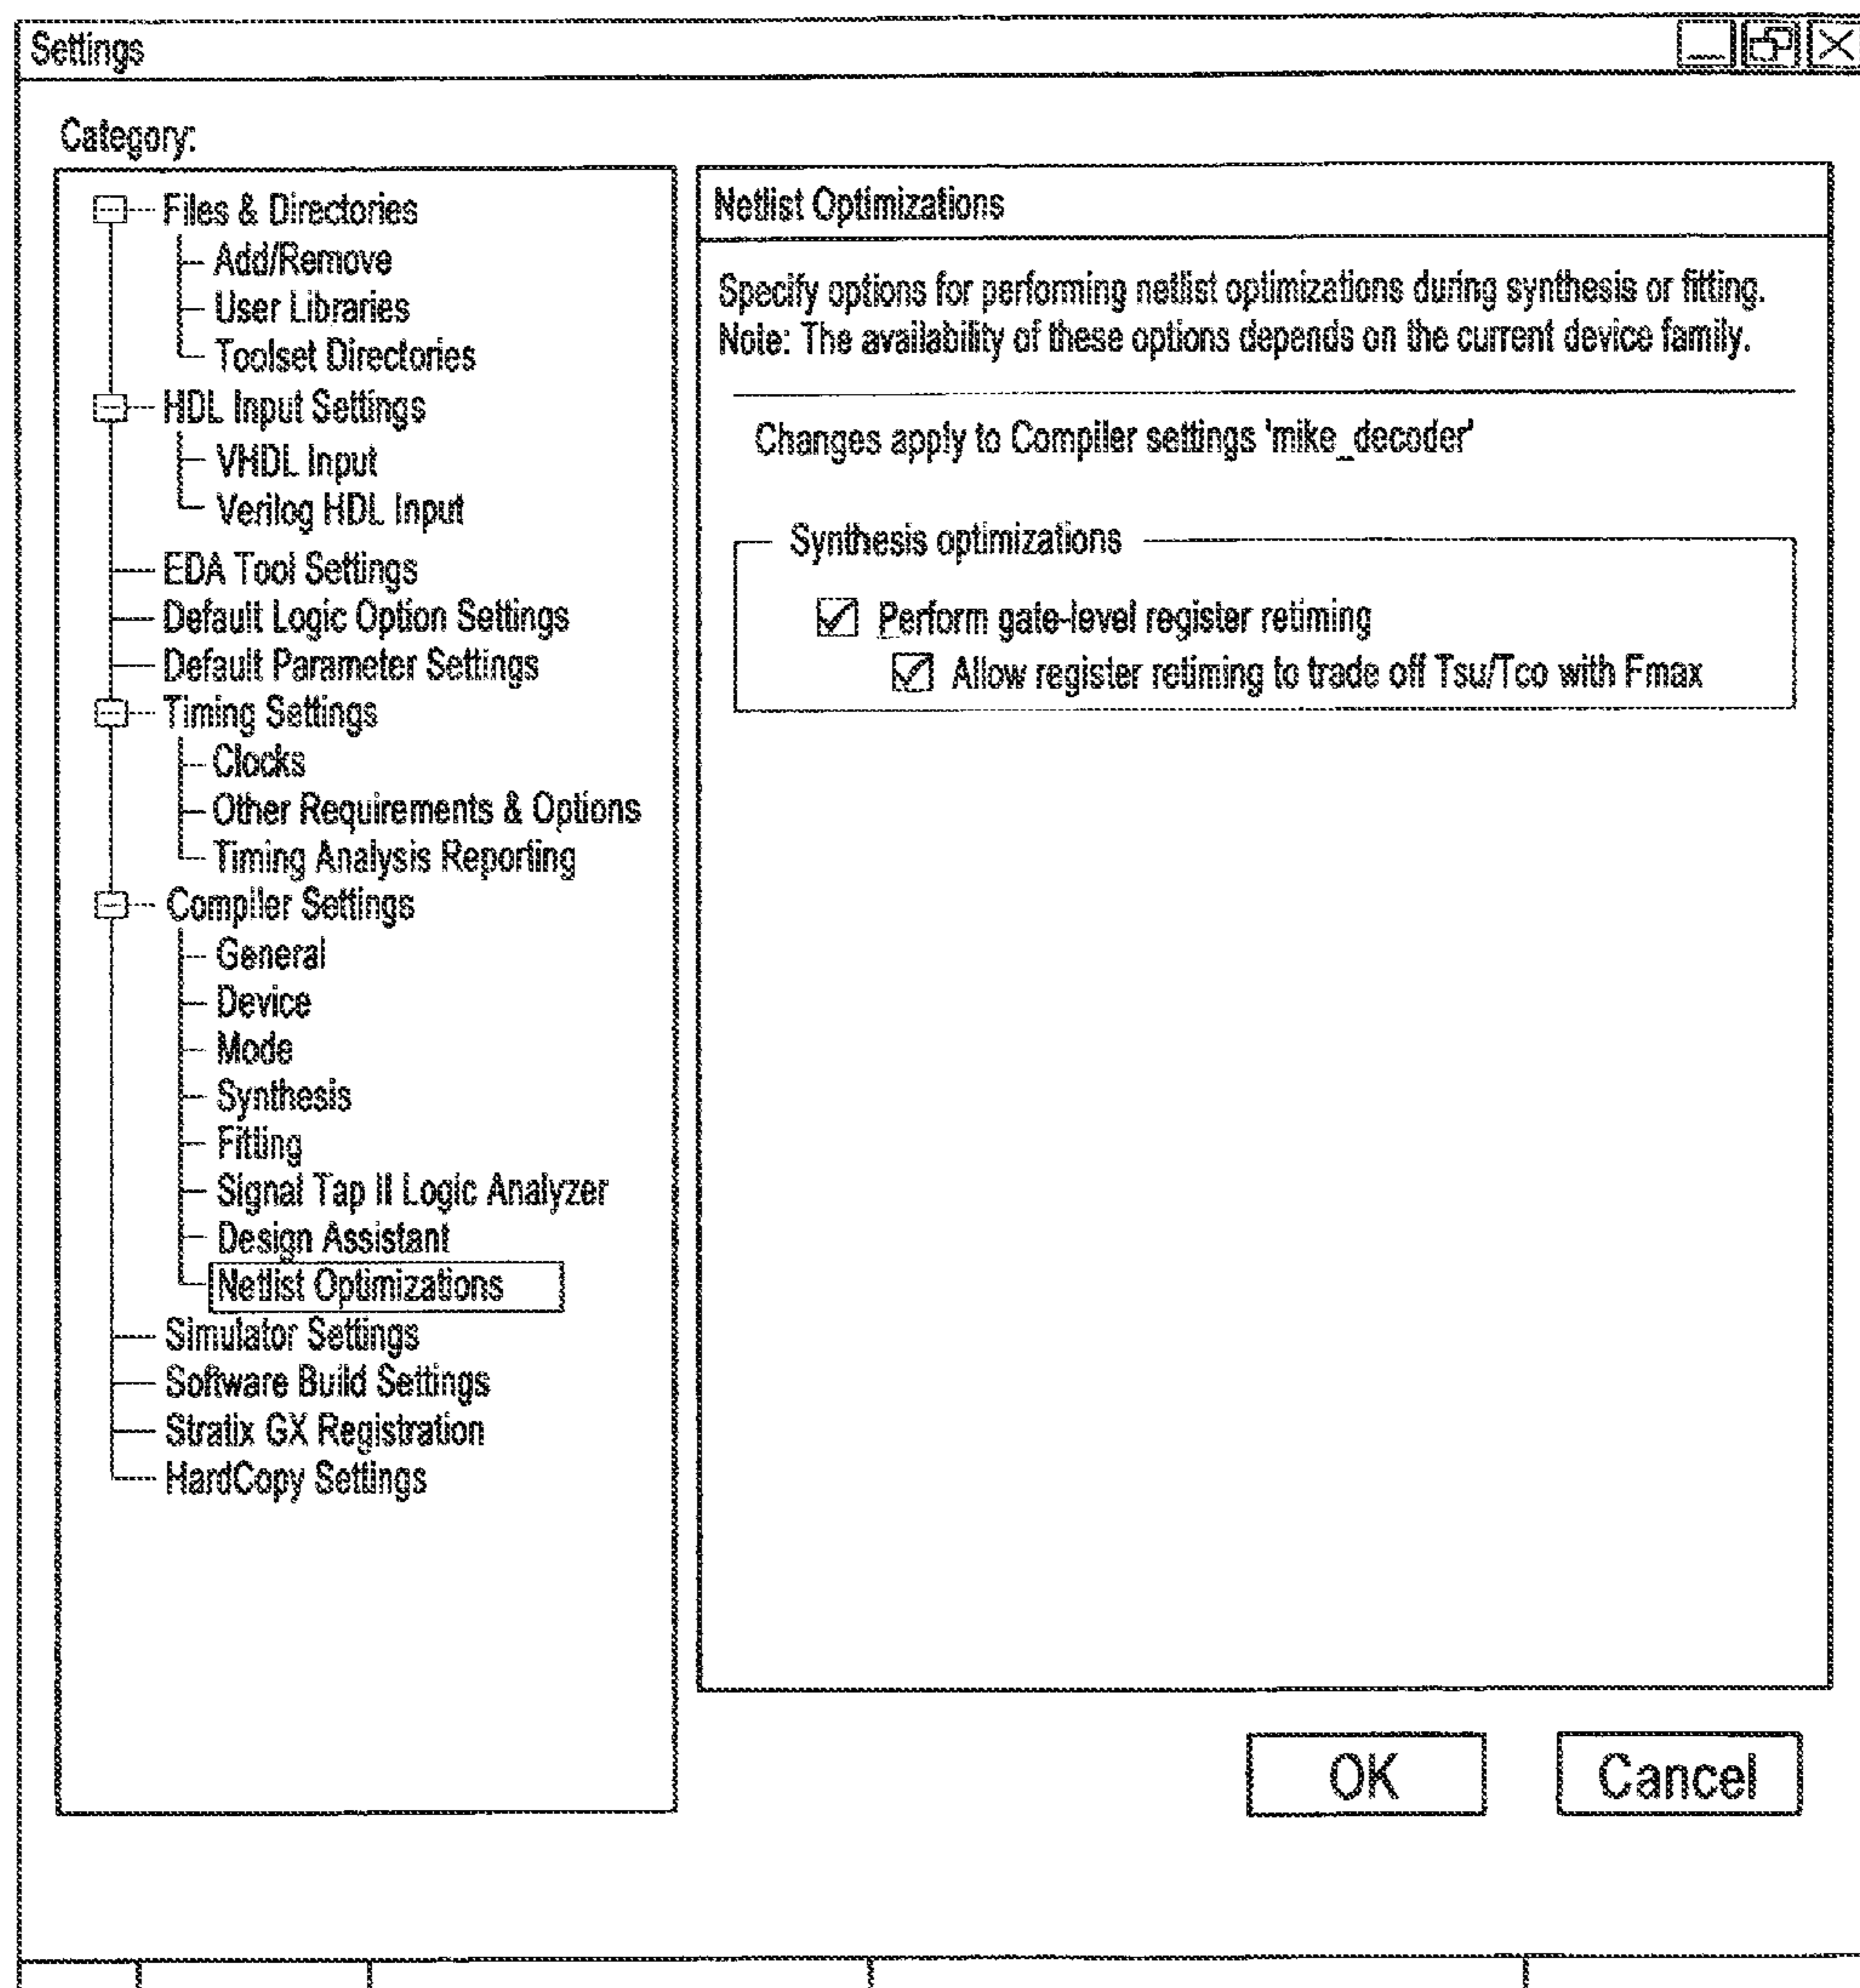 Settings
Category:
Files & Directories
Add/Remove
User Libraries
Toolset Directories
HDL Input Settings
VHDL Input
Verilog HDL Input
EDA Tool Settings
Default Logic Option Settings
Default Parameter Settings
Timing Settings
Clocks
Other Requirements & Options
Timing Analysis Reporting
Compiler Settings
General
Device
Mode
Synthesis
Fitting
Signal Tap II Logic Analyzer
Design Assistant
Netlist Optimizations
Simulator Settings
Software Build Settings
Stratix GX Registration
HardCopy Settings
Netlist Optimizations
Specify options for performing netlist optimizations during synthesis or fitting.
Note: The availability of these options depends on the current device family.
Changes apply to Compiler settings 'mike_decoder'
Synthesis optimizations
Perform gate-level register retiming
Allow register retiming to trade off Tsu/Tco with Fmax
OK
Cancel